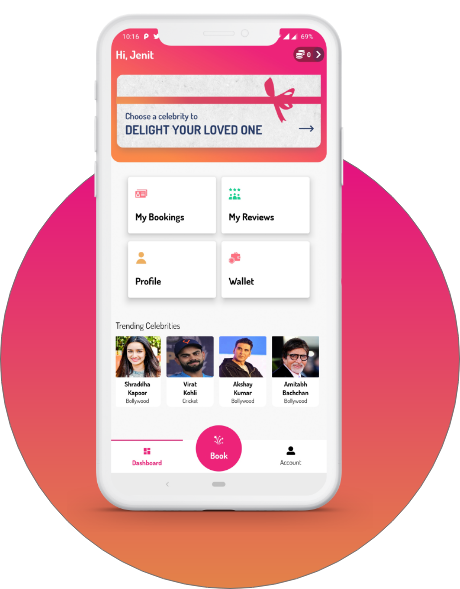 10:16 69%
Hi, Jenit 0
Choose a celebrity to
DELIGHT YOUR LOVED ONE
My Bookings My Reviews
Profile Wallet
Trending Celebrities
Shraddha Virat Akshay Amitabh
Kapoor Kohli Kumar Bachchan
Bollywood Cricket Bollywood Bollywood
Book
Dashboard Account